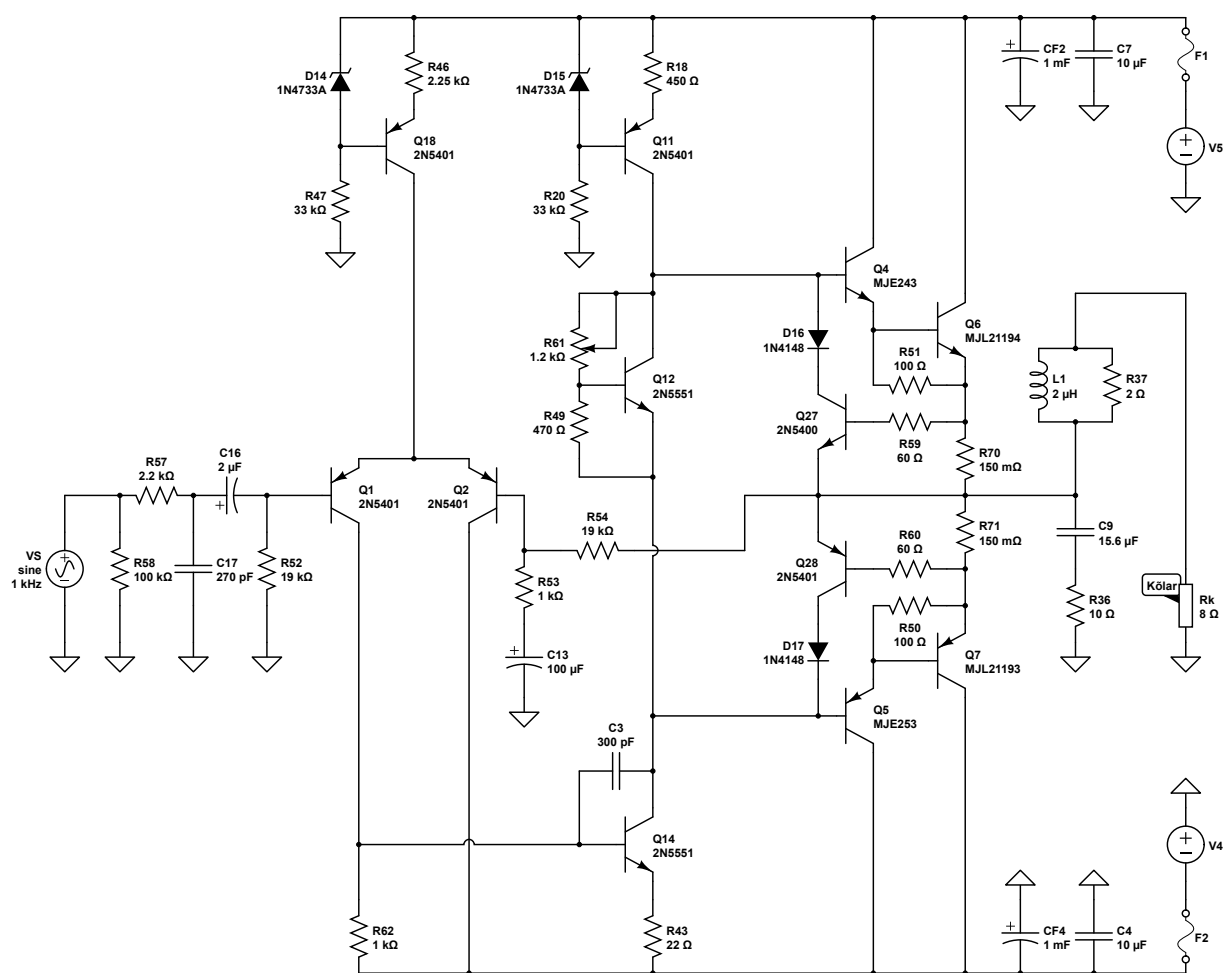 D14
1N4733A
R46
2.25 kΩ
Q18
2N5401
R47
33 kΩ
D15
1N4733A
R18
450 Ω
Q11
2N5401
R20
33 kΩ
CF2
1 mF
C7
10 µF
F1
V5
+
−
+
Q4
MJE243
Q6
MJL21194
D16
1N4148
R51
100 Ω
R61
1.2 kΩ
Q12
2N5551
R49
470 Ω
Q27
2N5400
R59
60 Ω
R70
150 mΩ
L1
2 µH
R37
2 Ω
R57
2.2 kΩ
C16
2 µF
+
Q1
2N5401
Q2
2N5401
R54
19 kΩ
VS
sine
1 kHz
R58
100 kΩ
C17
270 pF
R52
19 kΩ
R53
1 kΩ
+
C13
100 µF
Q28
2N5401
R60
60 Ω
R71
150 mΩ
R50
100 Ω
D17
1N4148
Q7
MJL21193
Q5
MJE253
C9
15.6 µF
R36
10 Ω
Kölar
Rk
8 Ω
C3
300 pF
Q14
2N5551
R62
1 kΩ
R43
22 Ω
+
CF4
1 mF
C4
10 µF
V4
+
−
F2